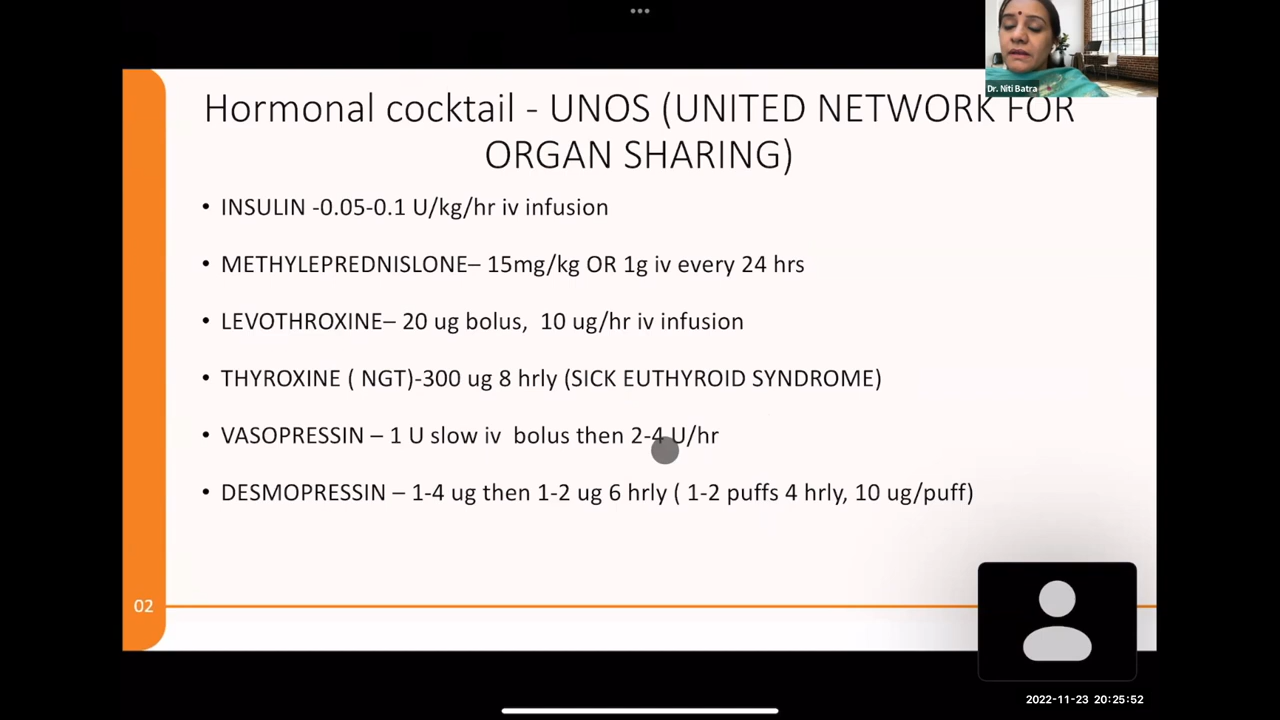 Dr. Niti Batra
Hormonal cocktail - UNOS (UNITED NETWORK FOR
ORGAN SHARING)
• INSULIN -0.05-0.1 U/kg/hr iv infusion
• METHYLEPREDNISLONE– 15mg/kg OR 1g iv every 24 hrs
• LEVOTHROXINE– 20 ug bolus, 10 ug/hr iv infusion
• THYROXINE ( NGT)-300 ug 8 hrly (SICK EUTHYROID SYNDROME)
• VASOPRESSIN – 1 U slow iv bolus then 2-4 U/hr
• DESMOPRESSIN – 1-4 ug then 1-2 ug 6 hrly ( 1-2 puffs 4 hrly, 10 ug/puff)
02
2022-11-23 20:25:52